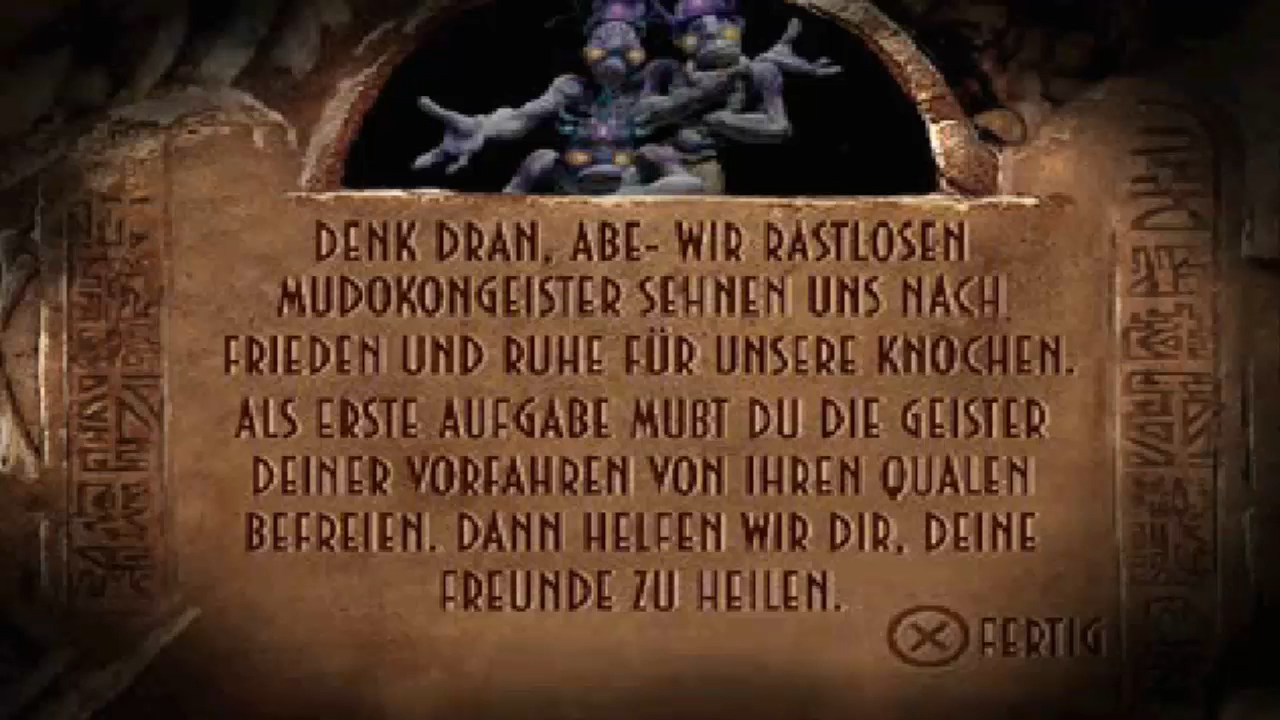 DENK DRAN, ABE- WIR RASTLOSEN
MUDOKONGEISTER SEHNEN UNS NACH
FRIEDEN UND RUHE FÜR UNSERE KNOCHEN.
ALS ERSTE AUFGABE MUßT DU DIE GEISTER
DEINER VORFAHREN VON IHREN QUALEN
BEFREIEN. DANN HELFEN WIR DIR, DEINE
FREUNDE ZU HEILEN.
FERTIG